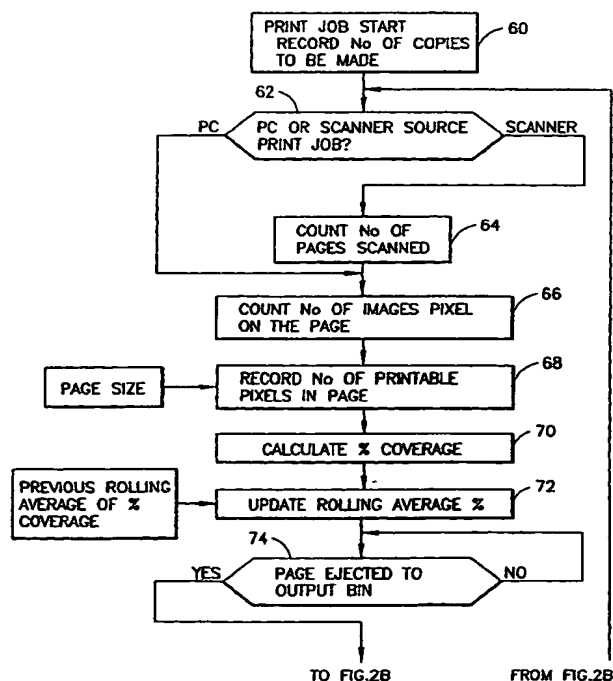 PRINT JOB START
RECORD No OF COPIES
TO BE MADE
60
62
PC
PC OR SCANNER SOURCE
PRINT JOB?
SCANNER
COUNT No OF
PAGES SCANNED
64
COUNT No OF IMAGES PIXEL
ON THE PAGE
66
PAGE SIZE
RECORD No OF PRINTABLE
PIXELS IN PAGE
68
CALCULATE % COVERAGE
70
PREVIOUS ROLLING
AVERAGE OF %
COVERAGE
UPDATE ROLLING AVERAGE %
72
74
YES
PAGE EJECTED TO
OUTPUT BIN
NO
TO FIG.2B
FROM FIG.2B